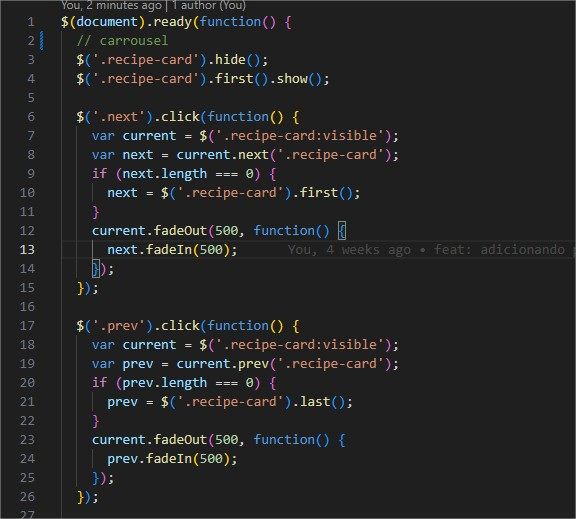 You, 2 minutes ago | 1 author (You)
1 $(document).ready(function() {
2 // carrousel
3 $('.recipe-card').hide();
4 $('.recipe-card').first().show();
5
6 $('.next').click(function() {
7 var current = $('.recipe-card:visible');
8 var next = current.next('.recipe-card');
9 if (next.length === 0) {
10 next = $('.recipe-card').first();
11 }
12 current.fadeOut(500, function() {
13 next.fadeIn(500); You, 4 weeks ago • feat: adicionando
14 });
15 });
16
17 $('.prev').click(function() {
18 var current = $('.recipe-card:visible');
19 var prev = current.prev('.recipe-card');
20 if (prev.length === 0) {
21 prev = $('.recipe-card').last();
22 }
23 current.fadeOut(500, function() {
24 prev.fadeIn(500);
25 });
26 });
27